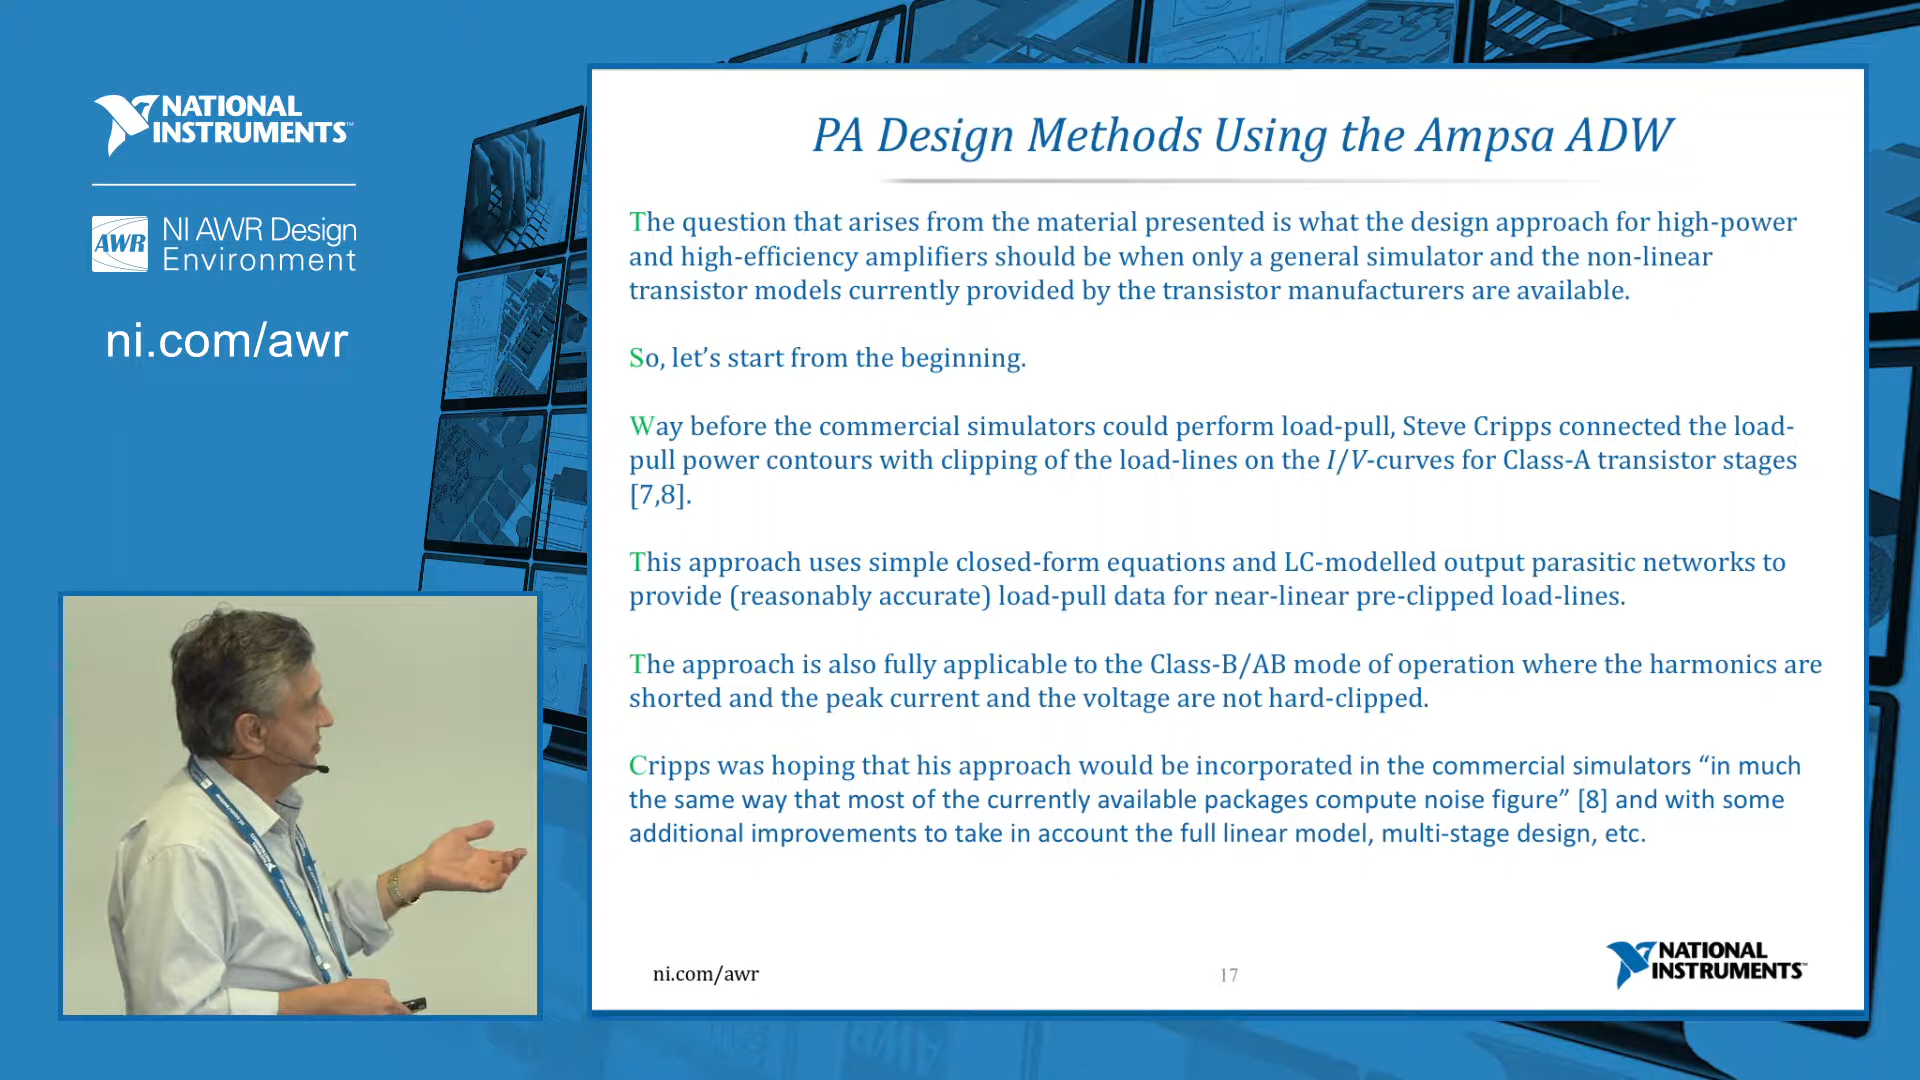 NATIONAL
INSTRUMENTS™
AWR
NI AWR Design
Environment
ni.com/awr
PA Design Methods Using the Ampsa ADW
The question that arises from the material presented is what the design approach for high-power
and high-efficiency amplifiers should be when only a general simulator and the non-linear
transistor models currently provided by the transistor manufacturers are available.
So, let’s start from the beginning.
Way before the commercial simulators could perform load-pull, Steve Cripps connected the load-
pull power contours with clipping of the load-lines on the I/V-curves for Class-A transistor stages
[7,8].
This approach uses simple closed-form equations and LC-modelled output parasitic networks to
provide (reasonably accurate) load-pull data for near-linear pre-clipped load-lines.
The approach is also fully applicable to the Class-B/AB mode of operation where the harmonics are
shorted and the peak current and the voltage are not hard-clipped.
Cripps was hoping that his approach would be incorporated in the commercial simulators “in much
the same way that most of the currently available packages compute noise figure” [8] and with some
additional improvements to take in account the full linear model, multi-stage design, etc.
ni.com/awr
17
NATIONAL
INSTRUMENTS™